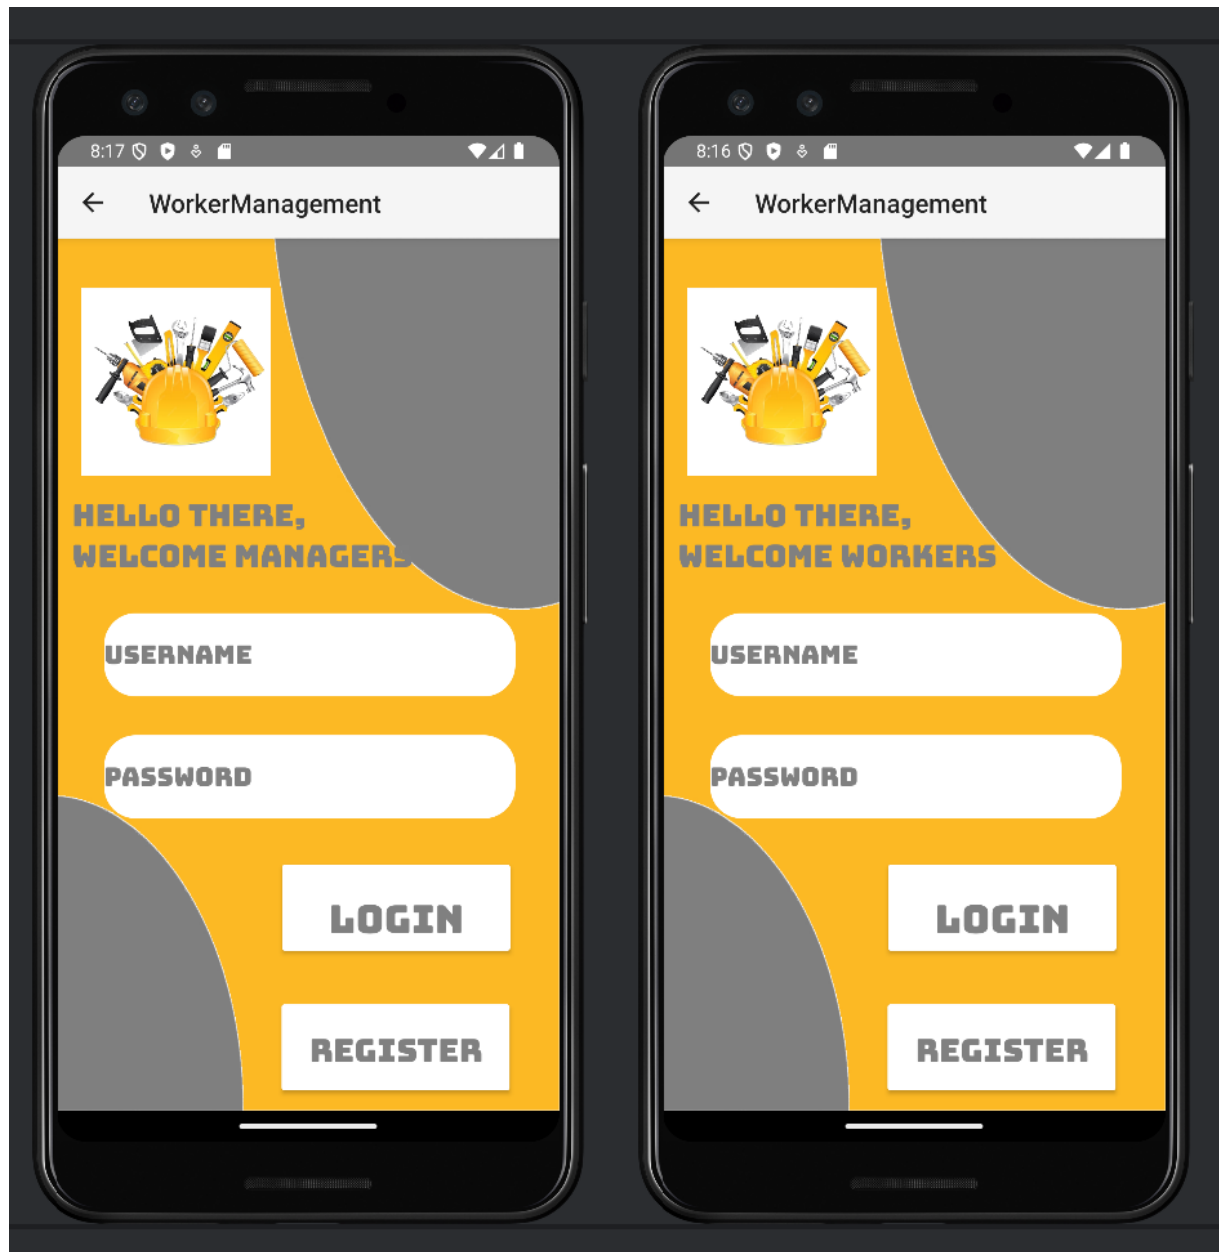 8:17
WorkerManagement
HELLO THERE,
WELCOME MANAGERS
USERNAME
PASSWORD
LOGIN
REGISTER
8:16
WorkerManagement
HELLO THERE,
WELCOME WORKERS
USERNAME
PASSWORD
LOGIN
REGISTER